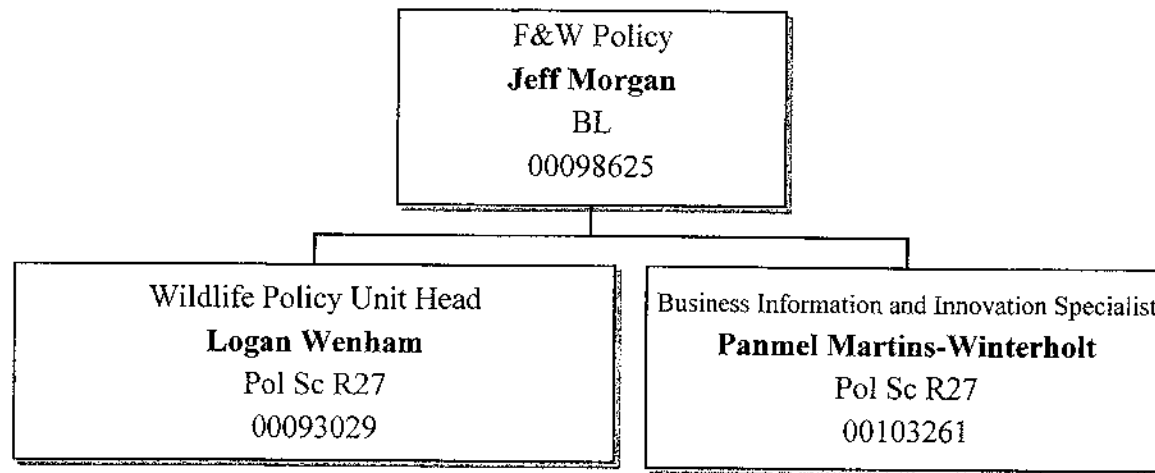 F&W Policy
Jeff Morgan
BL
00098625
Wildlife Policy Unit Head
Logan Wenham
Pol Sc R27
00093029
Business Information and Innovation Specialist
Panmel Martins-Winterholt
Pol Sc R27
00103261